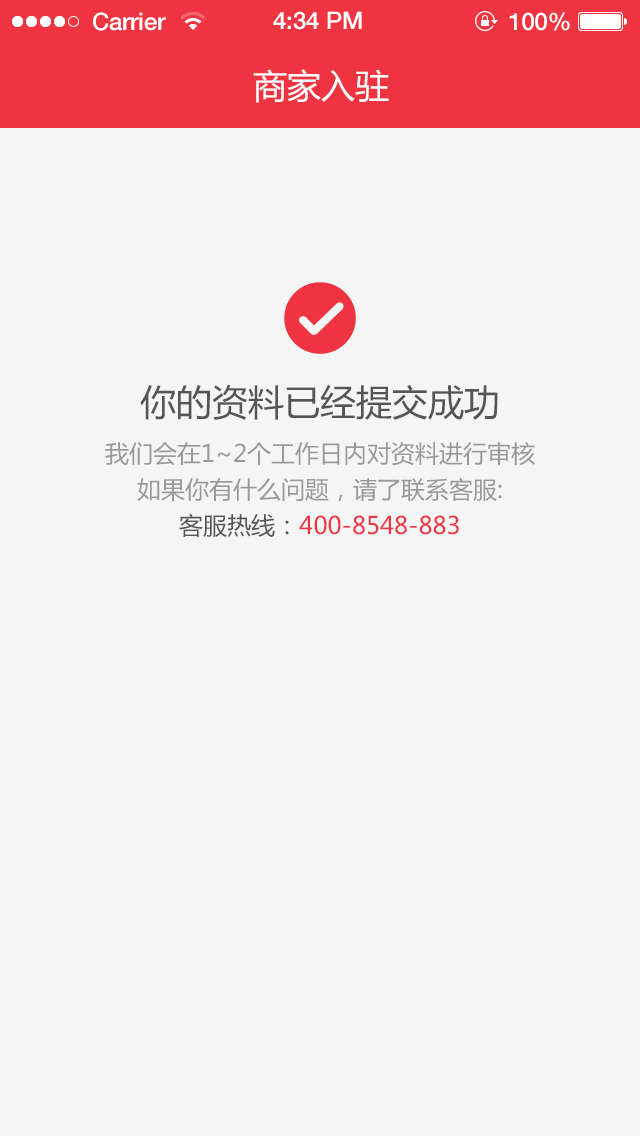 Carrier 4:34 PM 100%
商家入驻
你的资料已经提交成功
我们会在1~2个工作日内对资料进行审核
如果你有什么问题，请了联系客服:
客服热线：400-8548-883